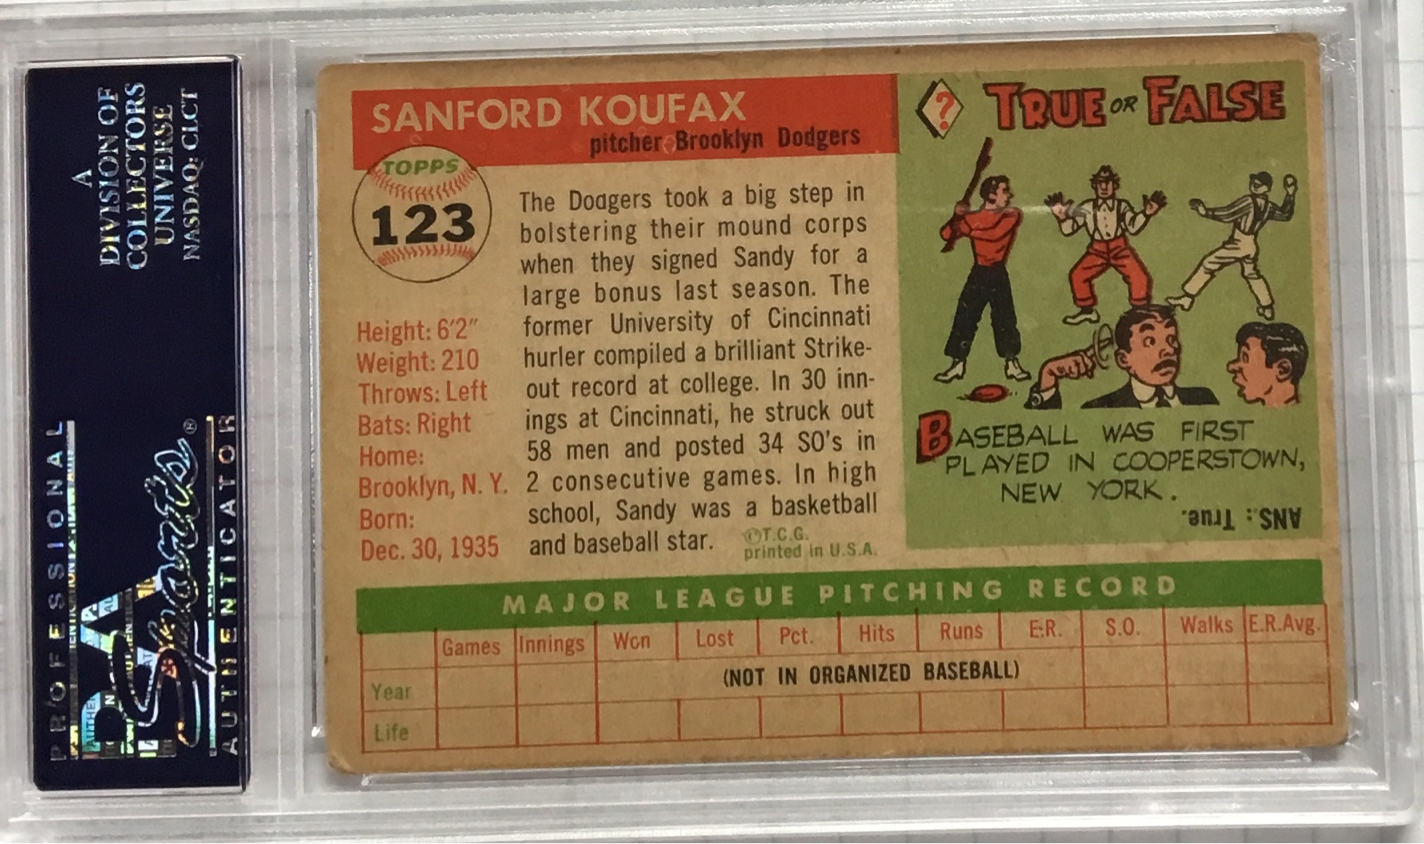 A
DIVISION OF
COLLECTORS
UNIVERSE
NASDAQ: CLCT
PROFESSIONAL
PSA
Sports®
AUTHENTICATOR
SANFORD KOUFAX
pitcher Brooklyn Dodgers
TOPPS
123
Height: 6'2"
Weight: 210
Throws: Left
Bats: Right
Home:
Brooklyn, N. Y.
Born:
Dec. 30, 1935
The Dodgers took a big step in
bolstering their mound corps
when they signed Sandy for a
large bonus last season. The
former University of Cincinnati
hurler compiled a brilliant Strike-
out record at college. In 30 inn-
ings at Cincinnati, he struck out
58 men and posted 34 SO's in
2 consecutive games. In high
school, Sandy was a basketball
and baseball star.
©T.C.G.
printed in U.S.A.
? TRUE OR FALSE
BASEBALL WAS FIRST
PLAYED IN COOPERSTOWN,
NEW YORK.
ANS.: True.
MAJOR LEAGUE PITCHING RECORD
Games Innings Won Lost Pct. Hits Runs E.R. S.O. Walks E.R.Avg.
Year
(NOT IN ORGANIZED BASEBALL)
Life